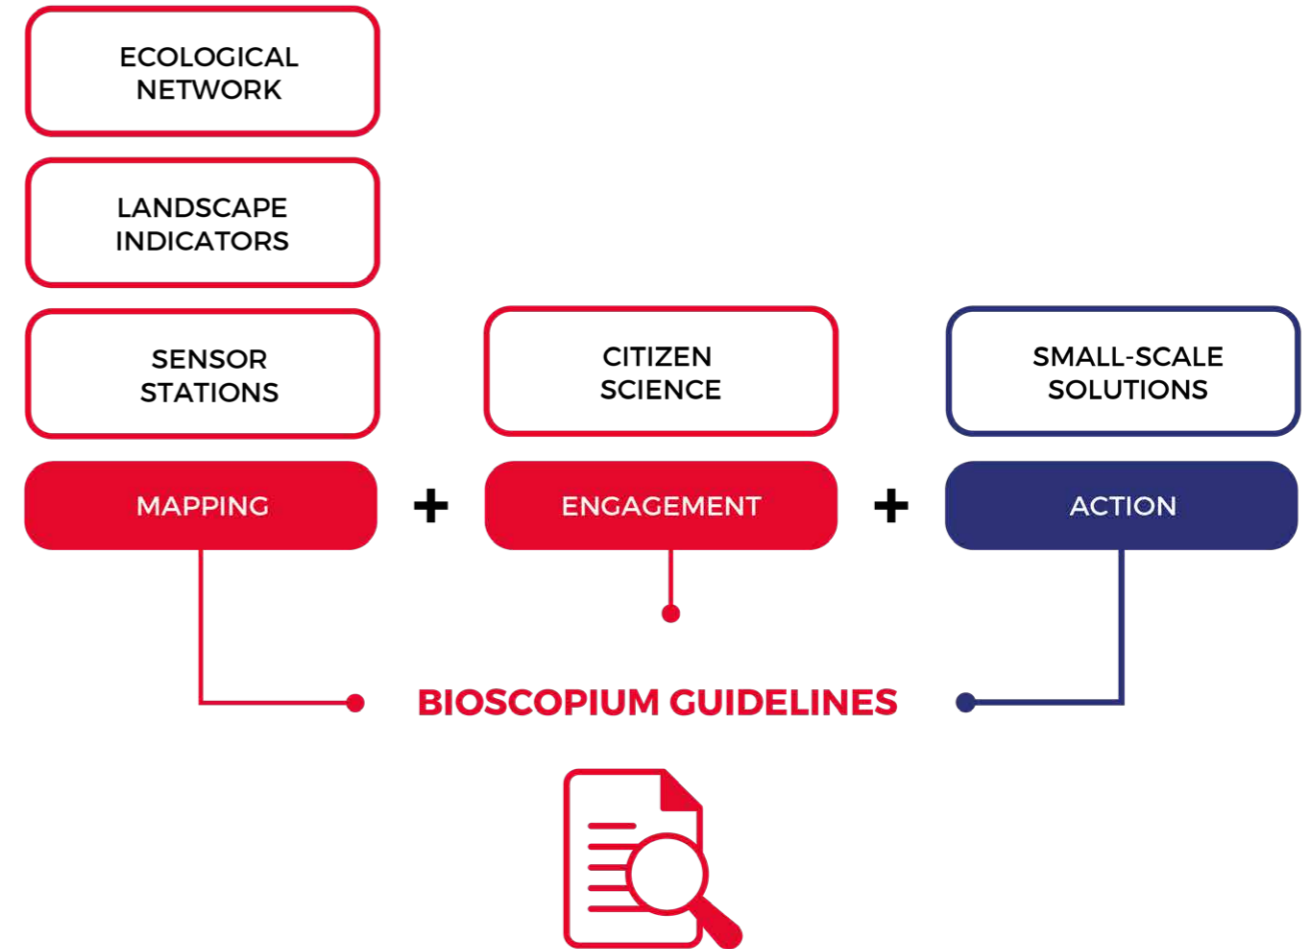 ECOLOGICAL
NETWORK
LANDSCAPE
INDICATORS
SENSOR
STATIONS
CITIZEN
SCIENCE
SMALL-SCALE
SOLUTIONS
MAPPING
+
ENGAGEMENT
+
ACTION
BIOSCOPIUM GUIDELINES